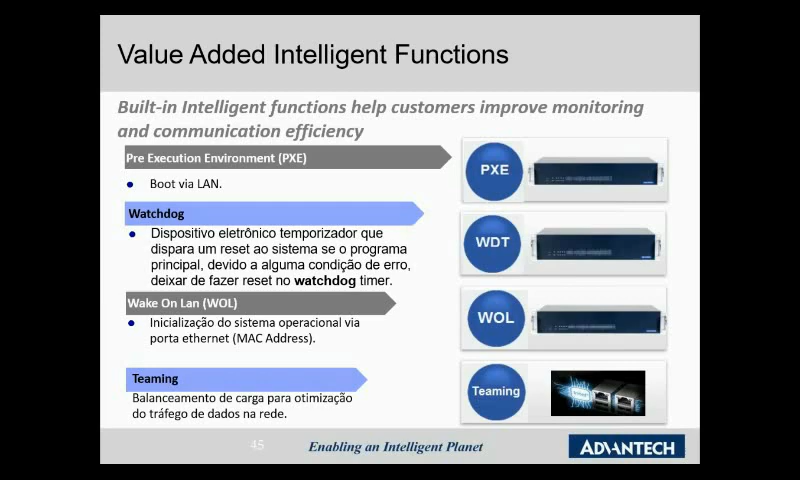 Value Added Intelligent Functions
Built-in Intelligent functions help customers improve monitoring
and communication efficiency
Pre Execution Environment (PXE)
Boot via LAN.
PXE
Watchdog
Dispositivo eletrônico temporizador que
dispara um reset ao sistema se o programa
principal, devido a alguma condição de erro,
deixar de fazer reset no watchdog timer.
WDT
Wake On Lan (WOL)
Inicialização do sistema operacional via
porta ethernet (MAC Address).
WOL
Teaming
Balanceamento de carga para otimização
do tráfego de dados na rede.
Teaming
45
Enabling an Intelligent Planet
ADVANTECH